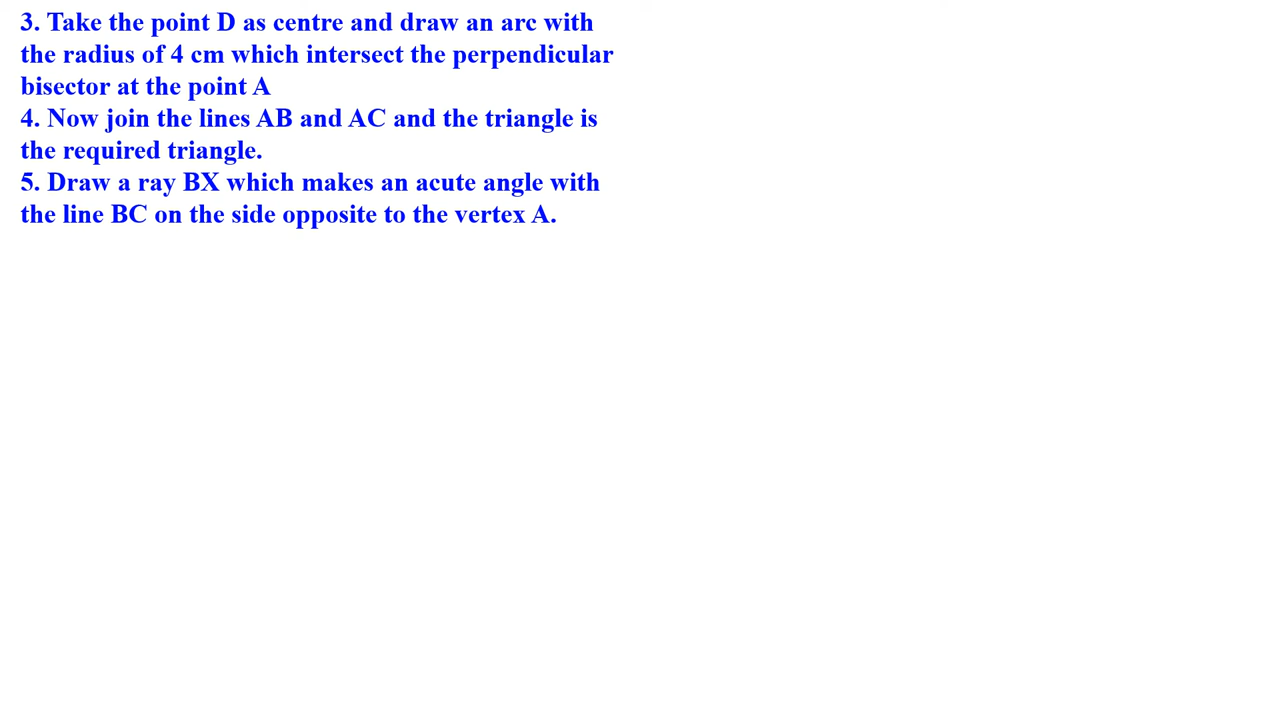 3. Take the point D as centre and draw an arc with
the radius of 4 cm which intersect the perpendicular
bisector at the point A
4. Now join the lines AB and AC and the triangle is
the required triangle.
5. Draw a ray BX which makes an acute angle with
the line BC on the side opposite to the vertex A.